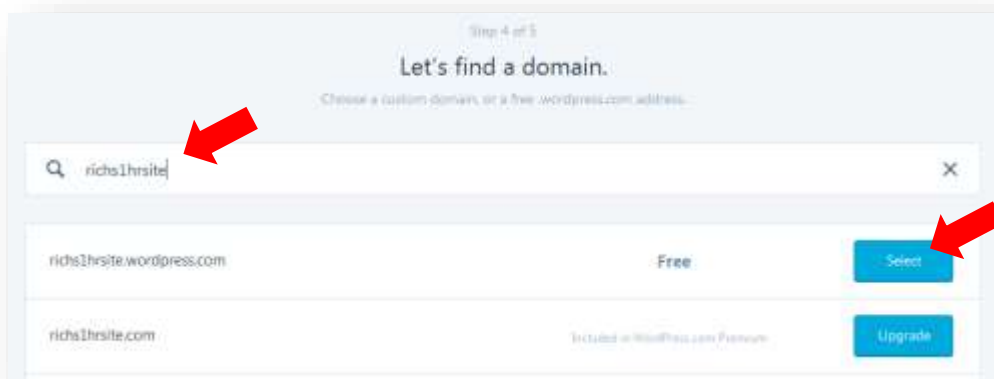 Step 4 of 5
Let's find a domain.
Choose a custom domain, or a free .wordpress.com address.
richs1hrsite
richs1hrsite.wordpress.com Free Select
richs1hrsite.com Included in WordPress.com Premium Upgrade